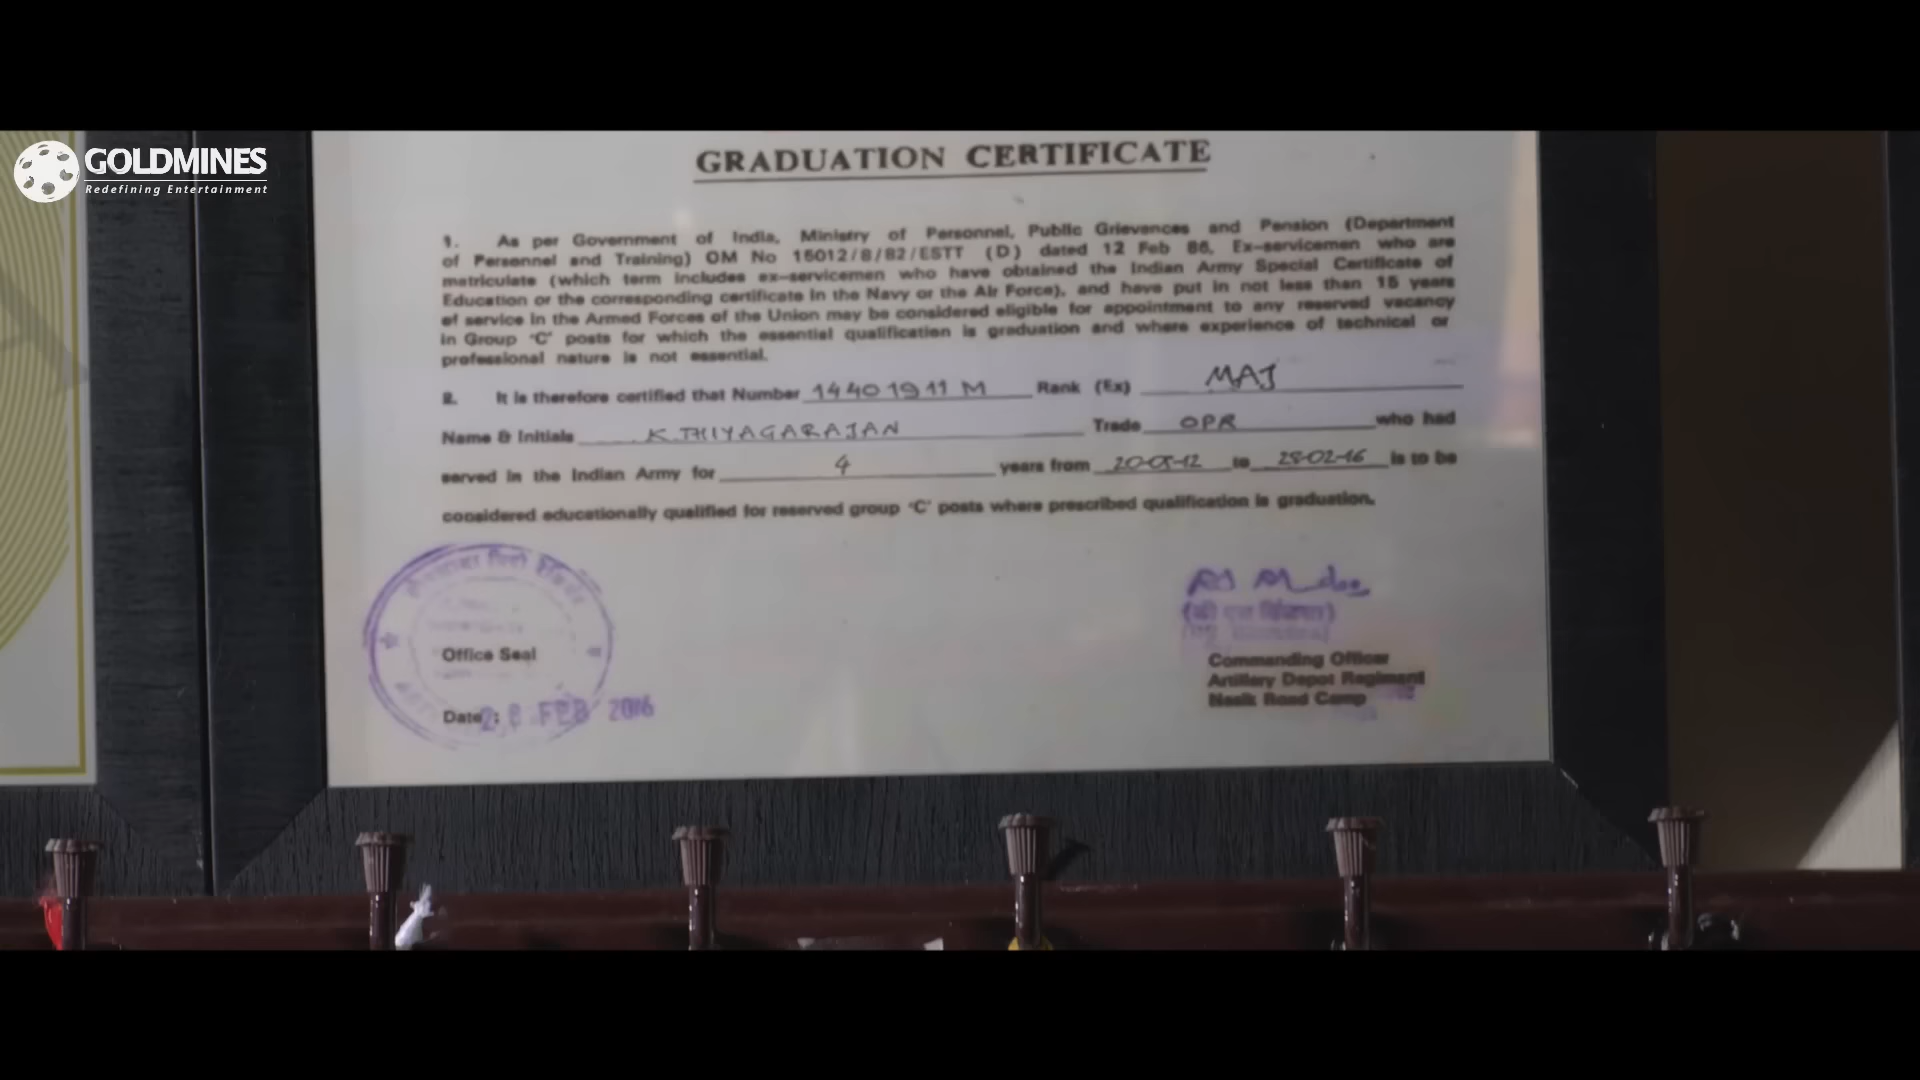 GOLDMINES
Redefining Entertainment
GRADUATION CERTIFICATE
1. As per Government of India, Ministry of Personnel, Public Grievances and Pension (Department
of Personnel and Training) OM No 15012/8/82/ESTT (D) dated 12 Feb 86, Ex-servicemen who are
matriculate (which term includes ex-servicemen who have obtained the Indian Army Special Certificate of
Education or the corresponding certificate in the Navy or the Air Force), and have put in not less than 15 years
of service in the Armed Forces of the Union may be considered eligible for appointment to any reserved vacancy
in Group 'C' posts for which the essential qualification is graduation and where experience of technical or
professional nature is not essential.
2. It is therefore certified that Number 14401911 M Rank (Ex) MAJ
Name & Initials K.THIYAGARAJAN Trade OPR who had
served in the Indian Army for 4 years from to 28-02-16 is to be
considered educationally qualified for reserved group 'C' posts where prescribed qualification is graduation.
Office Seal
Date : FEB 2016
Commanding Officer
Artillery Depot Regiment
Nasik Road Camp